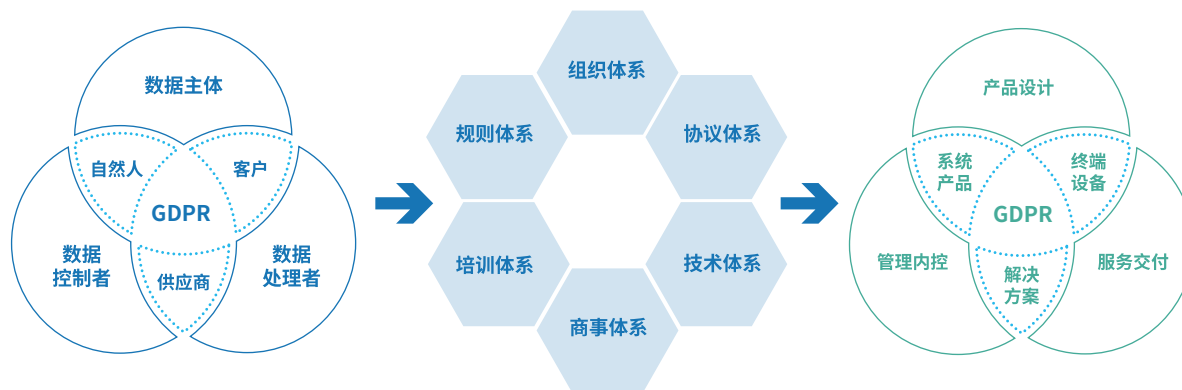 数据主体
自然人
客户
GDPR
数据
控制者
供应商
数据
处理者
组织体系
规则体系
协议体系
培训体系
技术体系
商事体系
产品设计
系统
产品
终端
设备
GDPR
管理内控
解决
方案
服务交付